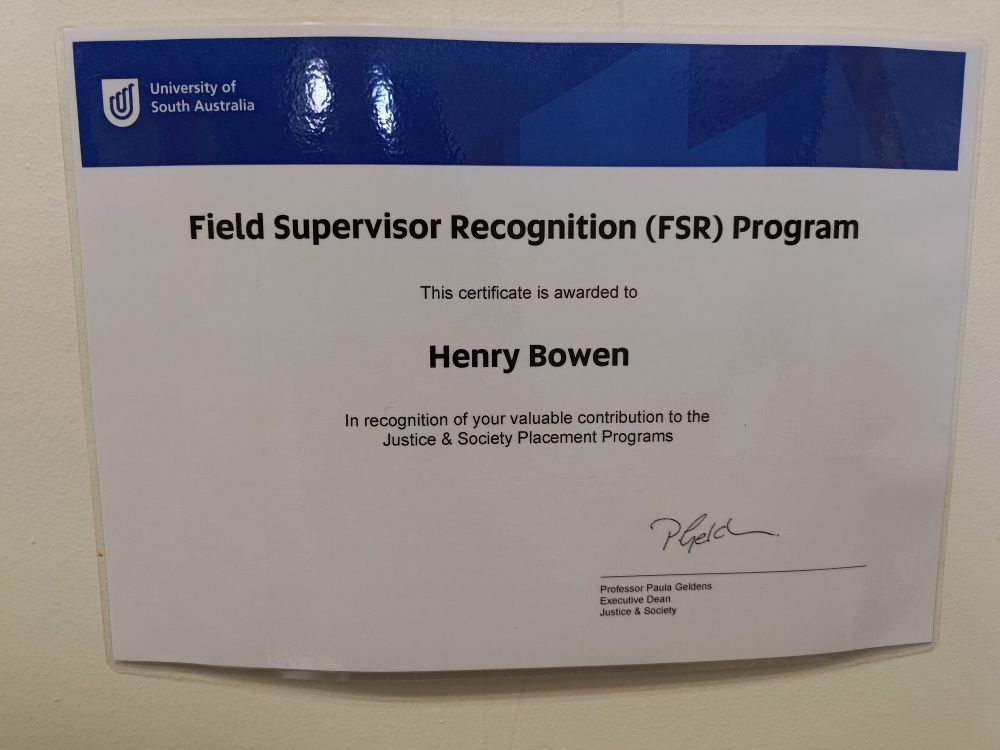 University of
South Australia
Field Supervisor Recognition (FSR) Program
This certificate is awarded to
Henry Bowen
In recognition of your valuable contribution to the
Justice & Society Placement Programs
PGeld
Professor Paula Geldens
Executive Dean
Justice & Society